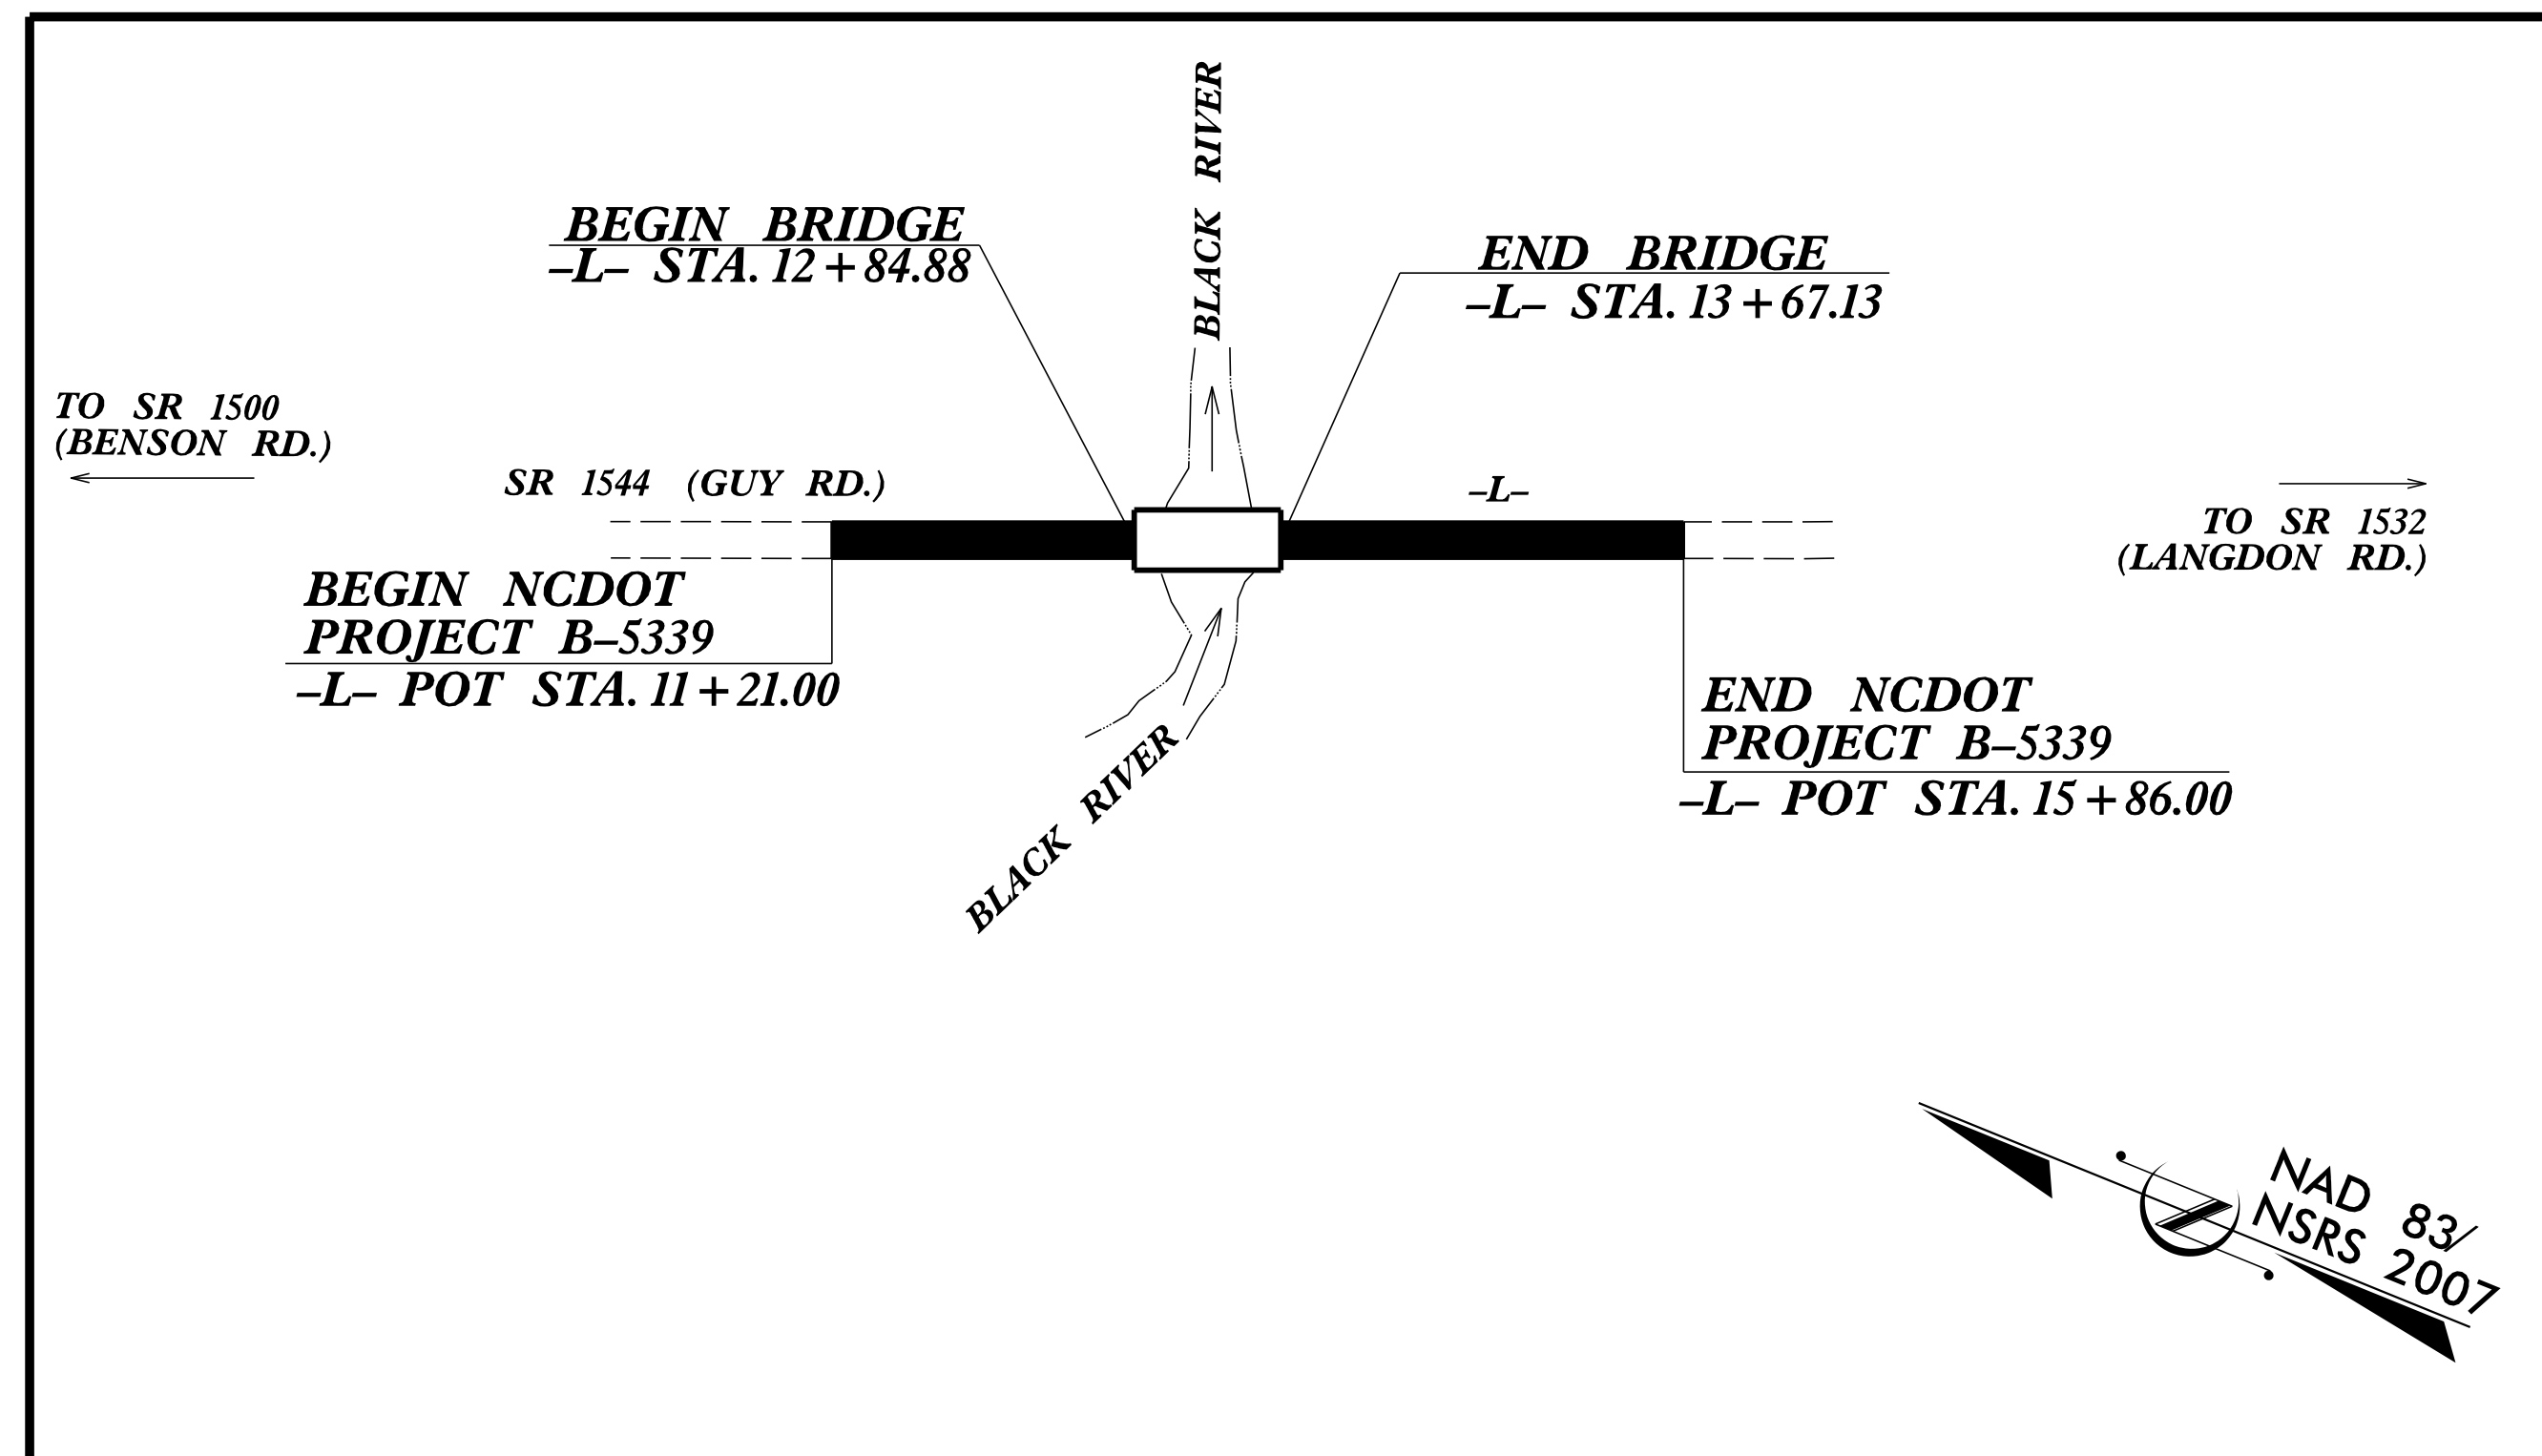 BLACK RIVER
BEGIN BRIDGE
–L– STA. 12+84.88
END BRIDGE
–L– STA. 13+67.13
TO SR 1500
(BENSON RD.)
SR 1544 (GUY RD.)
–L–
TO SR 1532
(LANGDON RD.)
BEGIN NCDOT
PROJECT B–5339
–L– POT STA. 11+21.00
END NCDOT
PROJECT B–5339
–L– POT STA. 15+86.00
BLACK RIVER
NAD 83/
NSRS 2007